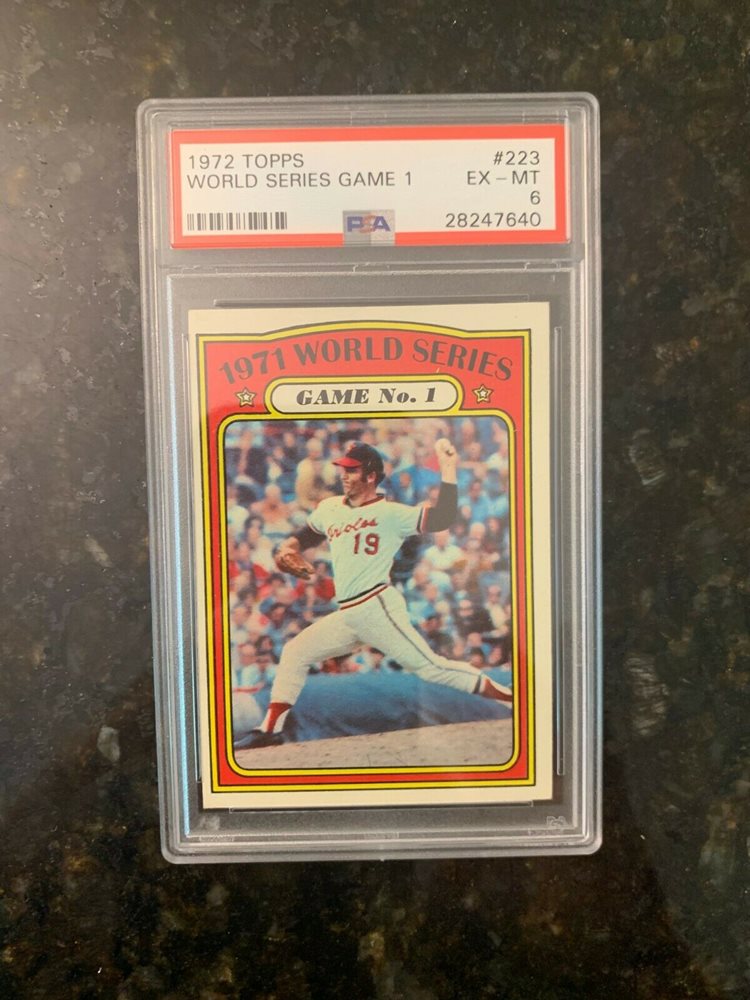 1972 TOPPS #223
WORLD SERIES GAME 1 EX - MT
6
PSA 28247640
1971 WORLD SERIES
GAME No. 1
Orioles
19